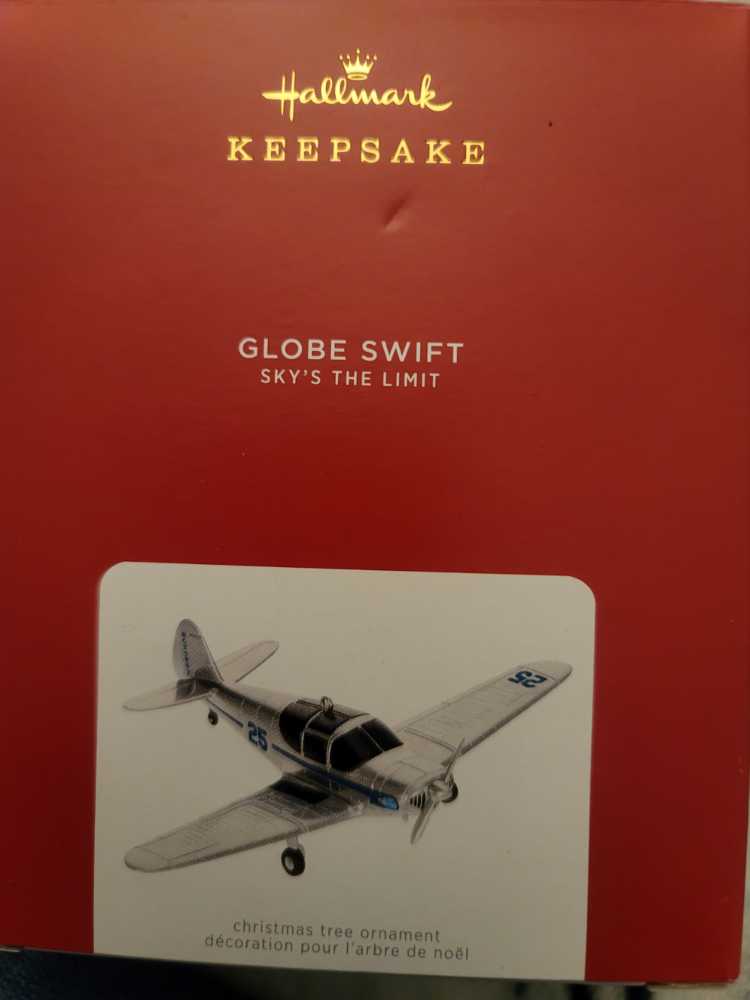 Hallmark
KEEPSAKE
GLOBE SWIFT
SKY'S THE LIMIT
25
25
christmas tree ornament
décoration pour l'arbre de noël